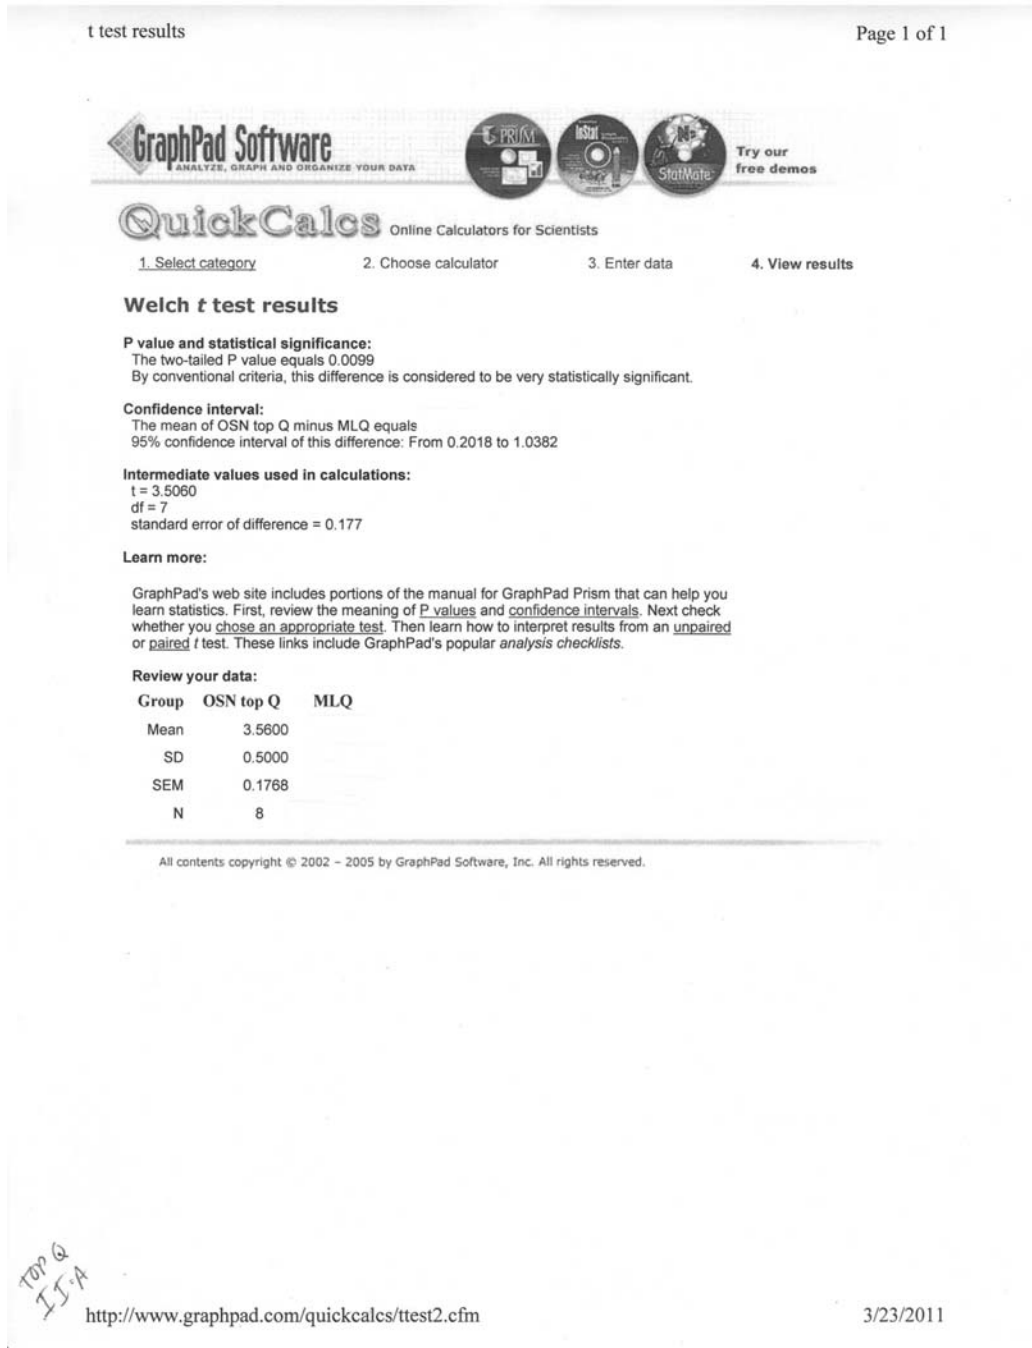 t test results
Page 1 of 1
GraphPad Software
ANALYZE, GRAPH AND ORGANIZE YOUR DATA
PRISM
InStat
StatMate
Try our
free demos
QuickCalcs Online Calculators for Scientists
1. Select category 2. Choose calculator 3. Enter data 4. View results
Welch t test results
P value and statistical significance:
The two-tailed P value equals 0.0099
By conventional criteria, this difference is considered to be very statistically significant.
Confidence interval:
The mean of OSN top Q minus MLQ equals
95% confidence interval of this difference: From 0.2018 to 1.0382
Intermediate values used in calculations:
t = 3.5060
df = 7
standard error of difference = 0.177
Learn more:
GraphPad's web site includes portions of the manual for GraphPad Prism that can help you
learn statistics. First, review the meaning of P values and confidence intervals. Next check
whether you chose an appropriate test. Then learn how to interpret results from an unpaired
or paired t test. These links include GraphPad's popular analysis checklists.
Review your data:
Group OSN top Q MLQ
Mean 3.5600
SD 0.5000
SEM 0.1768
N 8
All contents copyright © 2002 – 2005 by GraphPad Software, Inc. All rights reserved.
TOP Q
II.A
http://www.graphpad.com/quickcalcs/ttest2.cfm
3/23/2011